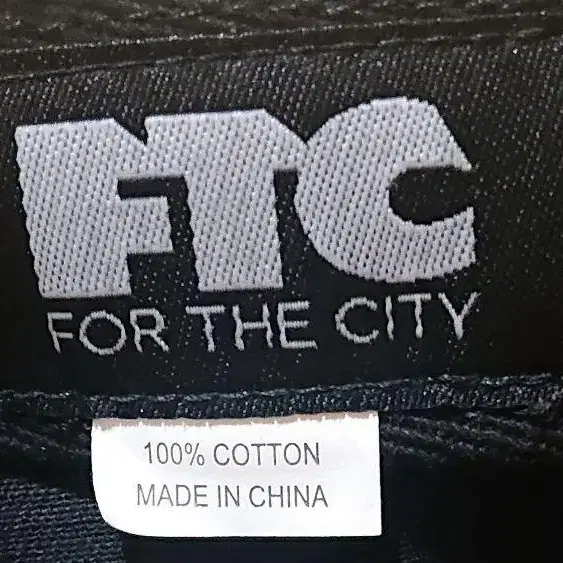 FTC
FOR THE CITY
100% COTTON
MADE IN CHINA